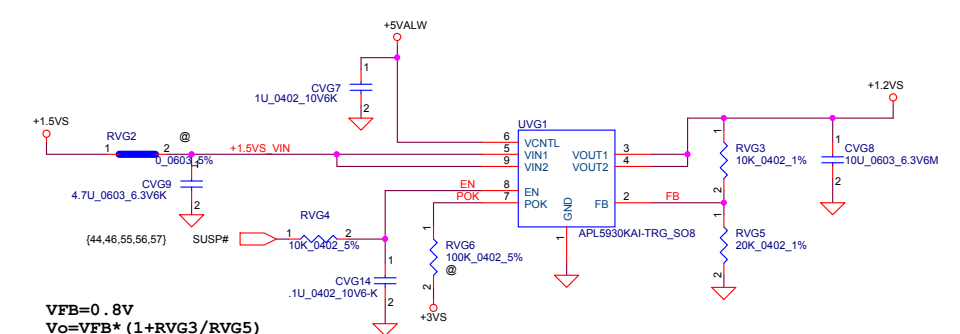 +5VALW
1
CVG7
1U_0402_10V6K
2
+1.5VS
RVG2
@
1
2
0_0603_5%
+1.5VS_VIN
1
CVG9
4.7U_0603_6.3V6K
2
UVG1
6
VCNTL
5
VIN1
9
VIN2
VOUT1
3
VOUT2
4
EN
8
EN
POK
7
POK
GND
FB
2
FB
1
APL5930KAI-TRG_SO8
+1.2VS
1
RVG3
10K_0402_1%
2
1
CVG8
10U_0603_6.3V6M
2
1
RVG5
20K_0402_1%
2
{44,46,55,56,57}
SUSP#
RVG4
1
2
10K_0402_5%
1
CVG14
.1U_0402_10V6-K
2
1
RVG6
100K_0402_5%
@
2
+3VS
VFB=0.8V
Vo=VFB*(1+RVG3/RVG5)